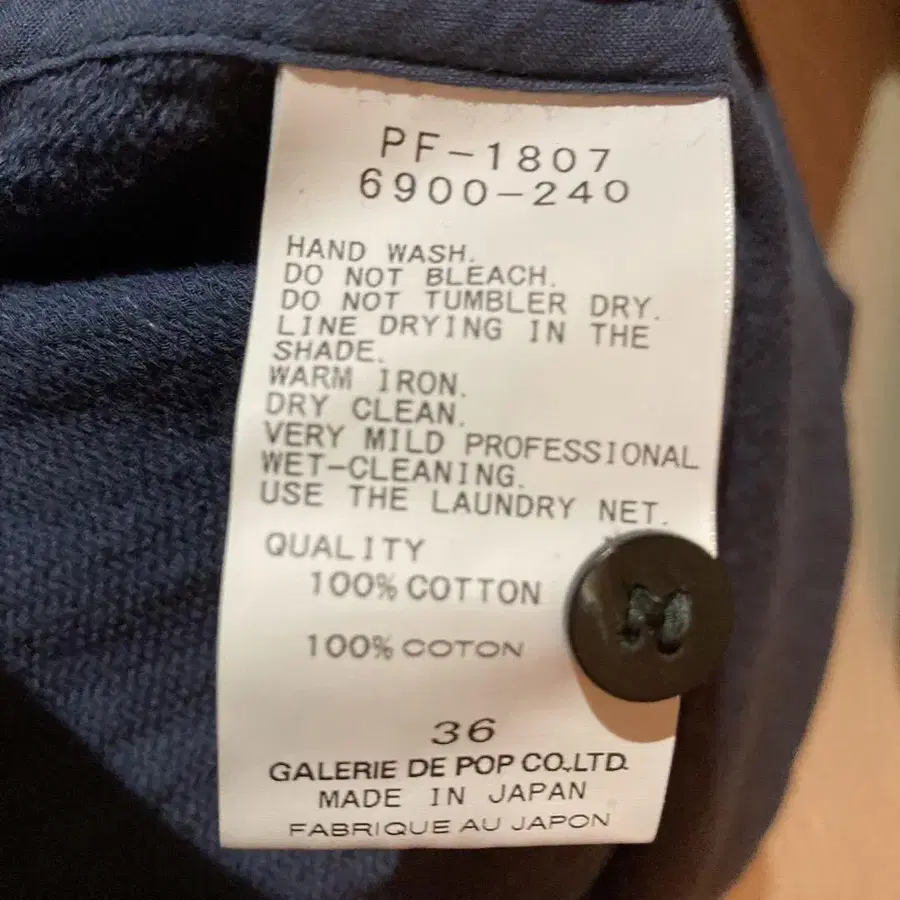 PF-1807
6900-240
HAND WASH.
DO NOT BLEACH.
DO NOT TUMBLER DRY.
LINE DRYING IN THE
SHADE.
WARM IRON.
DRY CLEAN.
VERY MILD PROFESSIONAL
WET-CLEANING.
USE THE LAUNDRY NET.
QUALITY
100% COTTON
100% COTON
36
GALERIE DE POP CO.,LTD.
MADE IN JAPAN
FABRIQUE AU JAPON